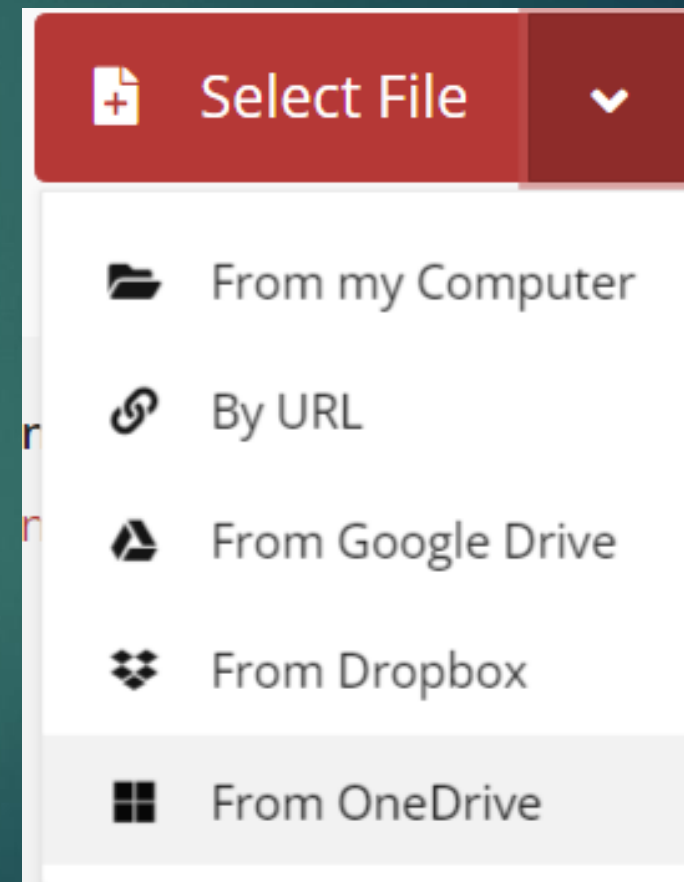 Select File
From my Computer
By URL
r
From Google Drive
n
From Dropbox
From OneDrive